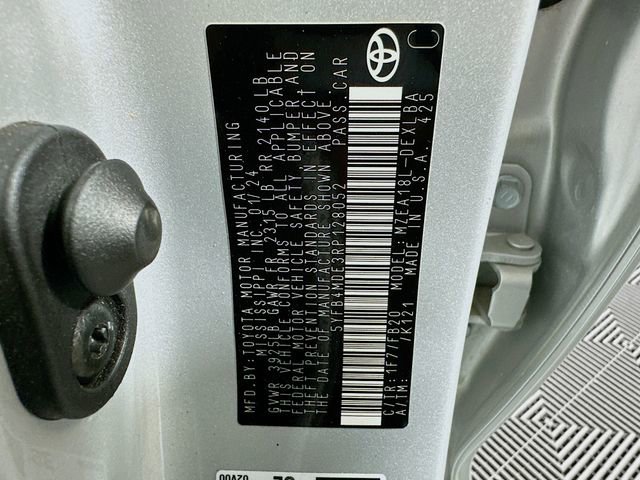 MFD.BY:TOYOTA MOTOR MANUFACTURING
MISSISSIPPI INC. 01/24
GVWR 3925LB GAWR FR 2315 LB RR 2140 LB
THIS VEHICLE CONFORMS TO ALL APPLICABLE
FEDERAL MOTOR VEHICLE SAFETY, BUMPER AND
THEFT PREVENTION STANDARDS IN EFFECT ON
THE DATE OF MANUFACTURE SHOWN ABOVE.
5YFB4MDE3RP128052 PASS.CAR
C/TR: 1F7/FB20 MODEL: MZEA18L-DEXLBA
A/TM: /K121 MADE IN U.S.A. 425
C